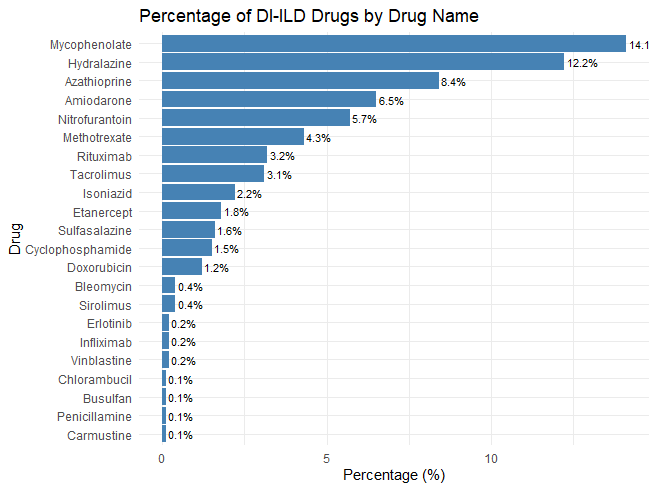 Percentage of DI-ILD Drugs by Drug Name
Drug
Mycophenolate 14.1
Hydralazine 12.2%
Azathioprine 8.4%
Amiodarone 6.5%
Nitrofurantoin 5.7%
Methotrexate 4.3%
Rituximab 3.2%
Tacrolimus 3.1%
Isoniazid 2.2%
Etanercept 1.8%
Sulfasalazine 1.6%
Cyclophosphamide 1.5%
Doxorubicin 1.2%
Bleomycin 0.4%
Sirolimus 0.4%
Erlotinib 0.2%
Infliximab 0.2%
Vinblastine 0.2%
Chlorambucil 0.1%
Busulfan 0.1%
Penicillamine 0.1%
Carmustine 0.1%
0 5 10
Percentage (%)